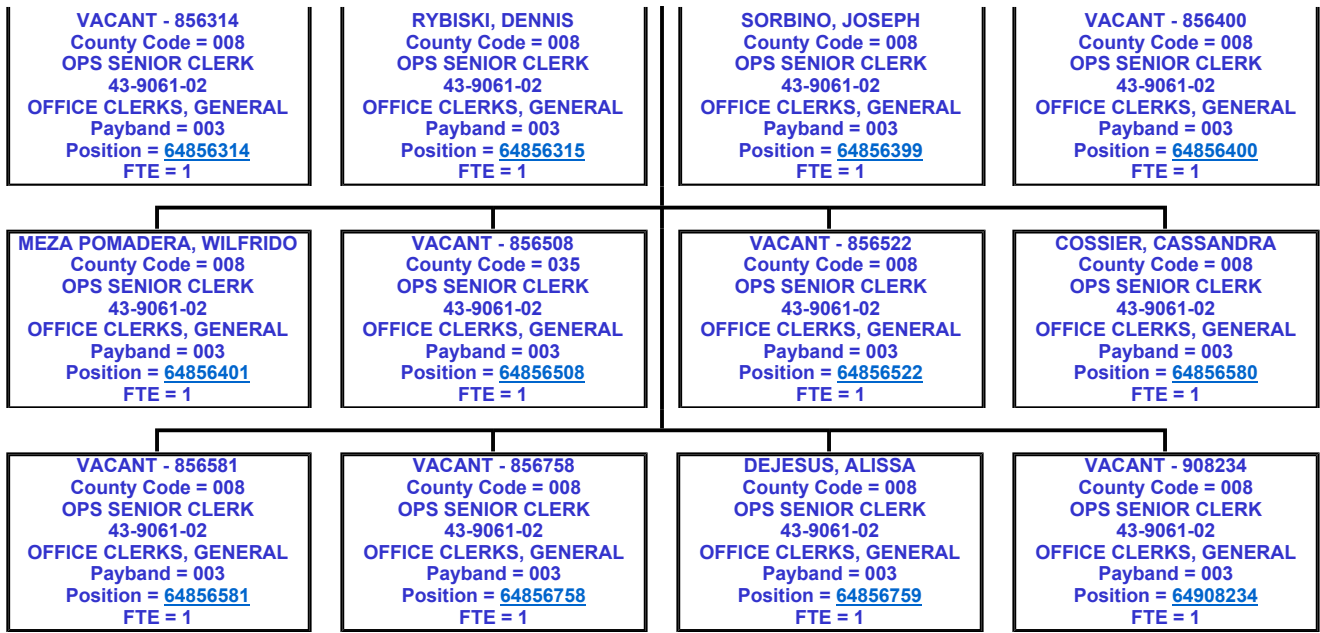 VACANT - 856314
County Code = 008
OPS SENIOR CLERK
43-9061-02
OFFICE CLERKS, GENERAL
Payband = 003
Position = 64856314
FTE = 1
RYBISKI, DENNIS
County Code = 008
OPS SENIOR CLERK
43-9061-02
OFFICE CLERKS, GENERAL
Payband = 003
Position = 64856315
FTE = 1
SORBINO, JOSEPH
County Code = 008
OPS SENIOR CLERK
43-9061-02
OFFICE CLERKS, GENERAL
Payband = 003
Position = 64856399
FTE = 1
VACANT - 856400
County Code = 008
OPS SENIOR CLERK
43-9061-02
OFFICE CLERKS, GENERAL
Payband = 003
Position = 64856400
FTE = 1
MEZA POMADERA, WILFRIDO
County Code = 008
OPS SENIOR CLERK
43-9061-02
OFFICE CLERKS, GENERAL
Payband = 003
Position = 64856401
FTE = 1
VACANT - 856508
County Code = 035
OPS SENIOR CLERK
43-9061-02
OFFICE CLERKS, GENERAL
Payband = 003
Position = 64856508
FTE = 1
VACANT - 856522
County Code = 008
OPS SENIOR CLERK
43-9061-02
OFFICE CLERKS, GENERAL
Payband = 003
Position = 64856522
FTE = 1
COSSIER, CASSANDRA
County Code = 008
OPS SENIOR CLERK
43-9061-02
OFFICE CLERKS, GENERAL
Payband = 003
Position = 64856580
FTE = 1
VACANT - 856581
County Code = 008
OPS SENIOR CLERK
43-9061-02
OFFICE CLERKS, GENERAL
Payband = 003
Position = 64856581
FTE = 1
VACANT - 856758
County Code = 008
OPS SENIOR CLERK
43-9061-02
OFFICE CLERKS, GENERAL
Payband = 003
Position = 64856758
FTE = 1
DEJESUS, ALISSA
County Code = 008
OPS SENIOR CLERK
43-9061-02
OFFICE CLERKS, GENERAL
Payband = 003
Position = 64856759
FTE = 1
VACANT - 908234
County Code = 008
OPS SENIOR CLERK
43-9061-02
OFFICE CLERKS, GENERAL
Payband = 003
Position = 64908234
FTE = 1